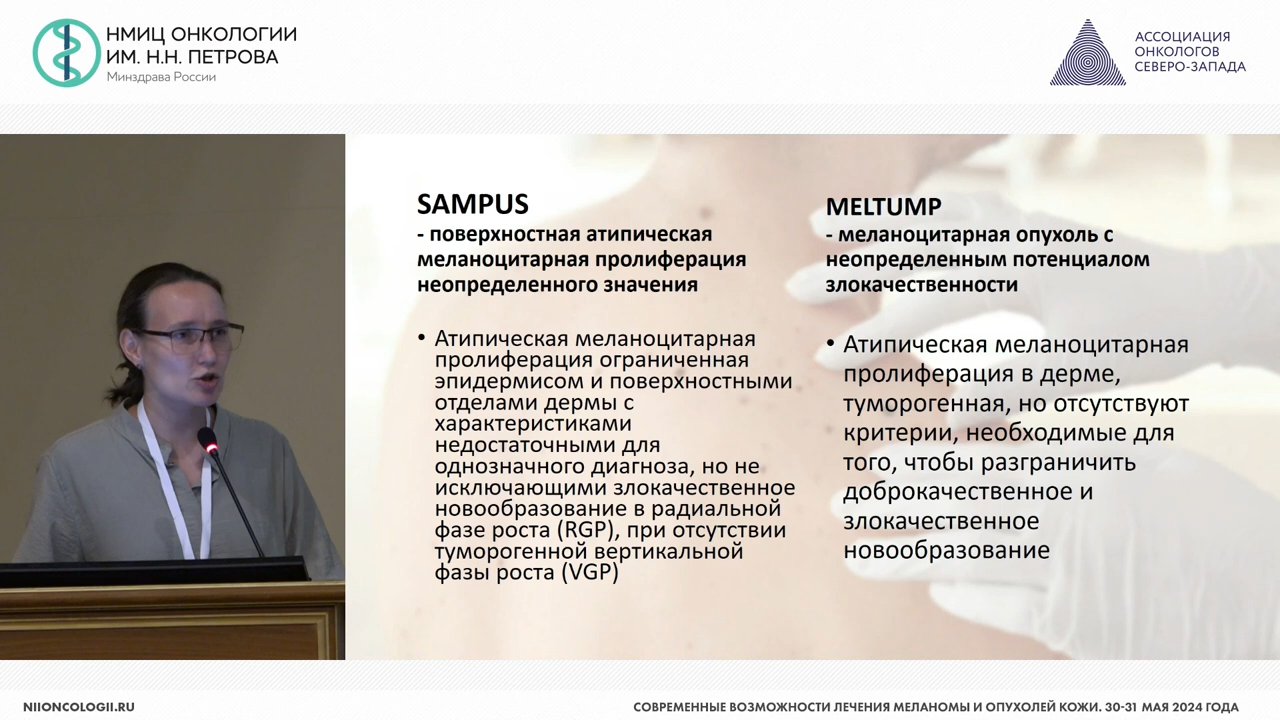 НМИЦ ОНКОЛОГИИ
ИМ. Н.Н. ПЕТРОВА
Минздрава России
АССОЦИАЦИЯ
ОНКОЛОГОВ
СЕВЕРО-ЗАПАДА
SAMPUS
- поверхностная атипическая
меланоцитарная пролиферация
неопределенного значения
• Атипическая меланоцитарная
пролиферация ограниченная
эпидермисом и поверхностными
отделами дермы с
характеристиками
недостаточными для
однозначного диагноза, но не
исключающими злокачественное
новообразование в радиальной
фазе роста (RGP), при отсутствии
туморогенной вертикальной
фазы роста (VGP)
MELTUMP
- меланоцитарная опухоль с
неопределенным потенциалом
злокачественности
• Атипическая меланоцитарная
пролиферация в дерме,
туморогенная, но отсутствуют
критерии, необходимые для
того, чтобы разграничить
доброкачественное и
злокачественное
новообразование
NIIONCOLOGII.RU
СОВРЕМЕННЫЕ ВОЗМОЖНОСТИ ЛЕЧЕНИЯ МЕЛАНОМЫ И ОПУХОЛЕЙ КОЖИ. 30-31 МАЯ 2024 ГОДА